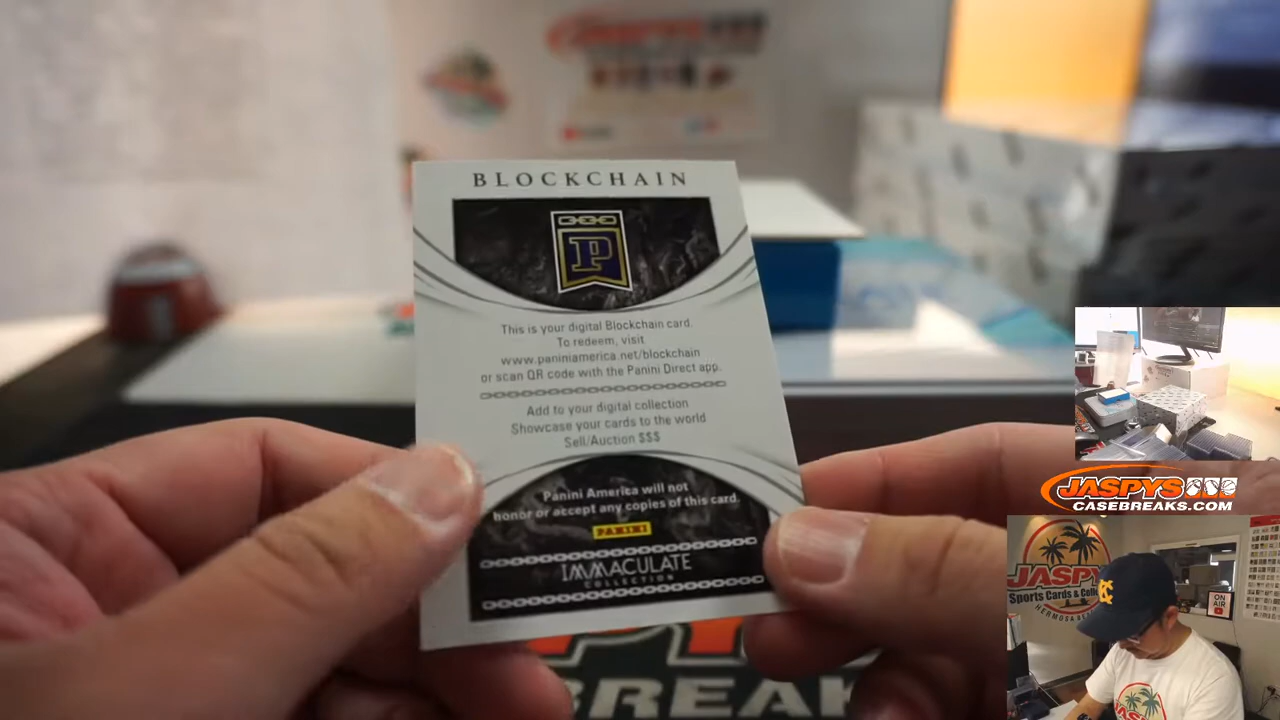 JASPYS
BLOCKCHAIN
P
This is your digital Blockchain card.
To redeem, visit
www.paniniamerica.net/blockchain
or scan QR code with the Panini Direct app.
Add to your digital collection
Showcase your cards to the world
Sell/Auction $$$
Panini America will not
honor or accept any copies of this card.
PANINI
IMMACULATE
COLLECTION
BREAK
JASPYS
CASEBREAKS.COM
JASPY
Sports Cards & Coll
HERMOSA BEA
ON
AIR